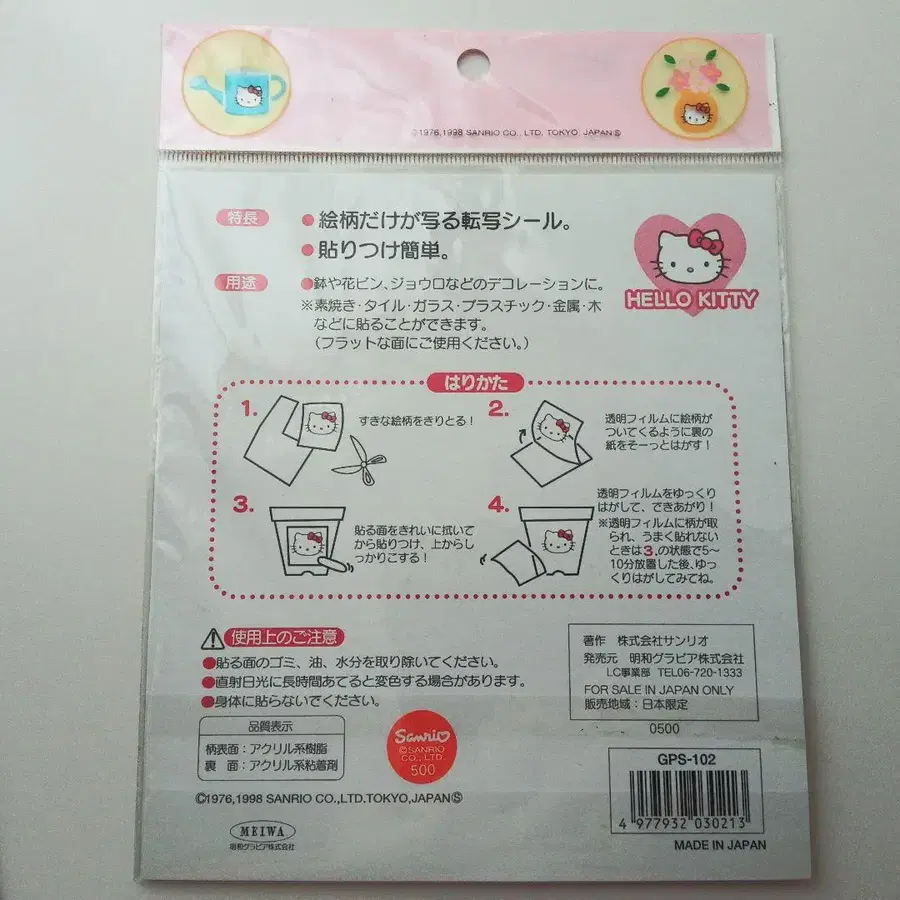 ©1976,1998 SANRIO CO., LTD. TOKYO, JAPANⓈ
特長
●絵柄だけが写る転写シール。
●貼りつけ簡単。
用途
●鉢や花ビン、ジョウロなどのデコレーションに。
※素焼き・タイル・ガラス・プラスチック・金属・木
などに貼ることができます。
(フラットな面にご使用ください。)
HELLO KITTY
はりかた
1.
すきな絵柄をきりとる!
2.
透明フィルムに絵柄が
ついてくるように裏の
紙をそーっとはがす!
3.
貼る面をきれいに拭いて
から貼りつけ、上からし
っかりこする!
4.
透明フィルムをゆっくり
はがして、できあがり!
※透明フィルムに柄が取
られ、うまく貼れない
ときは3.の状態で5〜
10分放置した後、ゆっ
くりはがしてみてね。
使用上のご注意
●貼る面のゴミ、油、水分を取り除いてください。
●直射日光に長時間あてると変色する場合があります。
●身体に貼らないでください。
品質表示
柄表面:アクリル系樹脂
裏 面:アクリル系粘着剤
Sanrio
©SANRIO
CO., LTD.
500
著作 株式会社サンリオ
発売元 明和グラビア株式会社
LC事業部 TEL06-720-1333
FOR SALE IN JAPAN ONLY
販売地域:日本限定
0500
GPS-102
4 977932 030213
MADE IN JAPAN
©1976,1998 SANRIO CO.,LTD.TOKYO,JAPANⓈ
MEIWA
明和グラビア株式会社